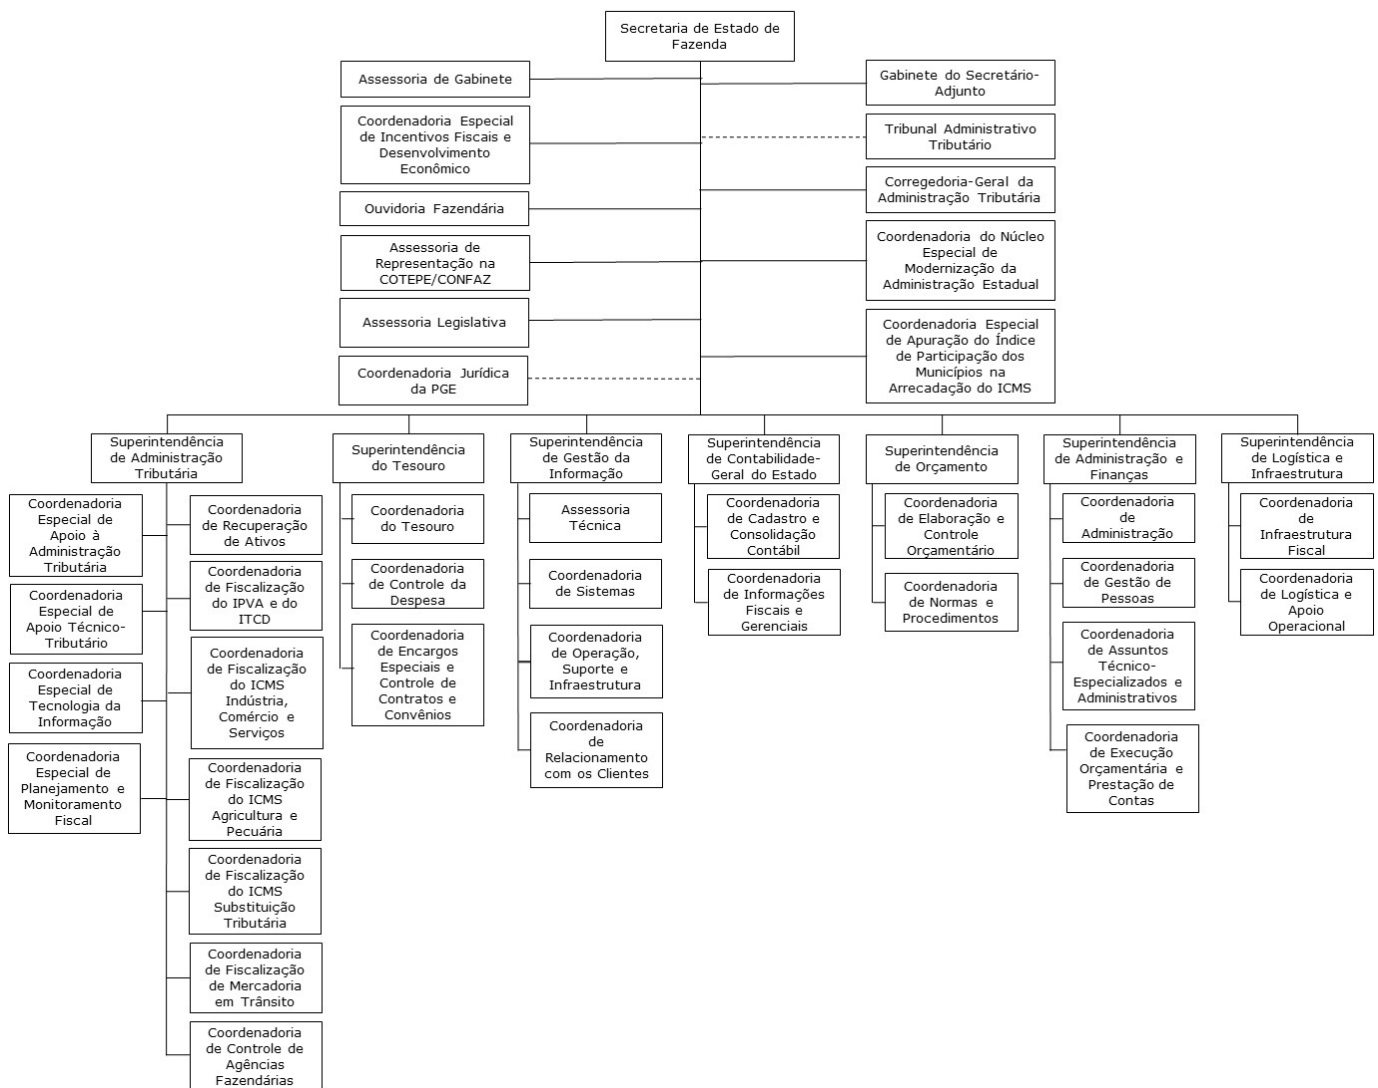 Secretaria de Estado de
Fazenda
Assessoria de Gabinete
Gabinete do Secretário-
Adjunto
Coordenadoria Especial
de Incentivos Fiscais e
Desenvolvimento
Econômico
Tribunal Administrativo
Tributário
Ouvidoria Fazendária
Corregedoria-Geral da
Administração Tributária
Assessoria de
Representação na
COTEPE/CONFAZ
Coordenadoria do Núcleo
Especial de
Modernização da
Administração Estadual
Assessoria Legislativa
Coordenadoria Especial
de Apuração do Índice
de Participação dos
Municípios na
Arrecadação do ICMS
Coordenadoria Jurídica
da PGE
Superintendência
de Administração
Tributária
Coordenadoria
Especial de
Apoio à
Administração
Tributária
Coordenadoria
Especial de
Apoio Técnico-
Tributário
Coordenadoria
Especial de
Tecnologia da
Informação
Coordenadoria
Especial de
Planejamento e
Monitoramento
Fiscal
Coordenadoria
de Recuperação
de Ativos
Coordenadoria
de Fiscalização
do IPVA e do
ITCD
Coordenadoria
de Fiscalização
do ICMS
Indústria,
Comércio e
Serviços
Coordenadoria
de Fiscalização
do ICMS
Agricultura e
Pecuária
Coordenadoria
de Fiscalização
do ICMS
Substituição
Tributária
Coordenadoria
de Fiscalização
de Mercadoria
em Trânsito
Coordenadoria
de Controle de
Agências
Fazendárias
Superintendência
do Tesouro
Coordenadoria
do Tesouro
Coordenadoria
de Controle da
Despesa
Coordenadoria
de Encargos
Especiais e
Controle de
Contratos e
Convênios
Superintendência
de Gestão da
Informação
Assessoria
Técnica
Coordenadoria
de Sistemas
Coordenadoria
de Operação,
Suporte e
Infraestrutura
Coordenadoria
de
Relacionamento
com os Clientes
Superintendência
de Contabilidade-
Geral do Estado
Coordenadoria
de Cadastro e
Consolidação
Contábil
Coordenadoria
de Informações
Fiscais e
Gerenciais
Superintendência
de Orçamento
Coordenadoria
de Elaboração e
Controle
Orçamentário
Coordenadoria
de Normas e
Procedimentos
Superintendência
de Administração e
Finanças
Coordenadoria
de
Administração
Coordenadoria
de Gestão de
Pessoas
Coordenadoria
de Assuntos
Técnico-
Especializados e
Administrativos
Coordenadoria
de Execução
Orçamentária e
Prestação de
Contas
Superintendência
de Logística e
Infraestrutura
Coordenadoria
de
Infraestrutura
Fiscal
Coordenadoria
de Logística e
Apoio
Operacional